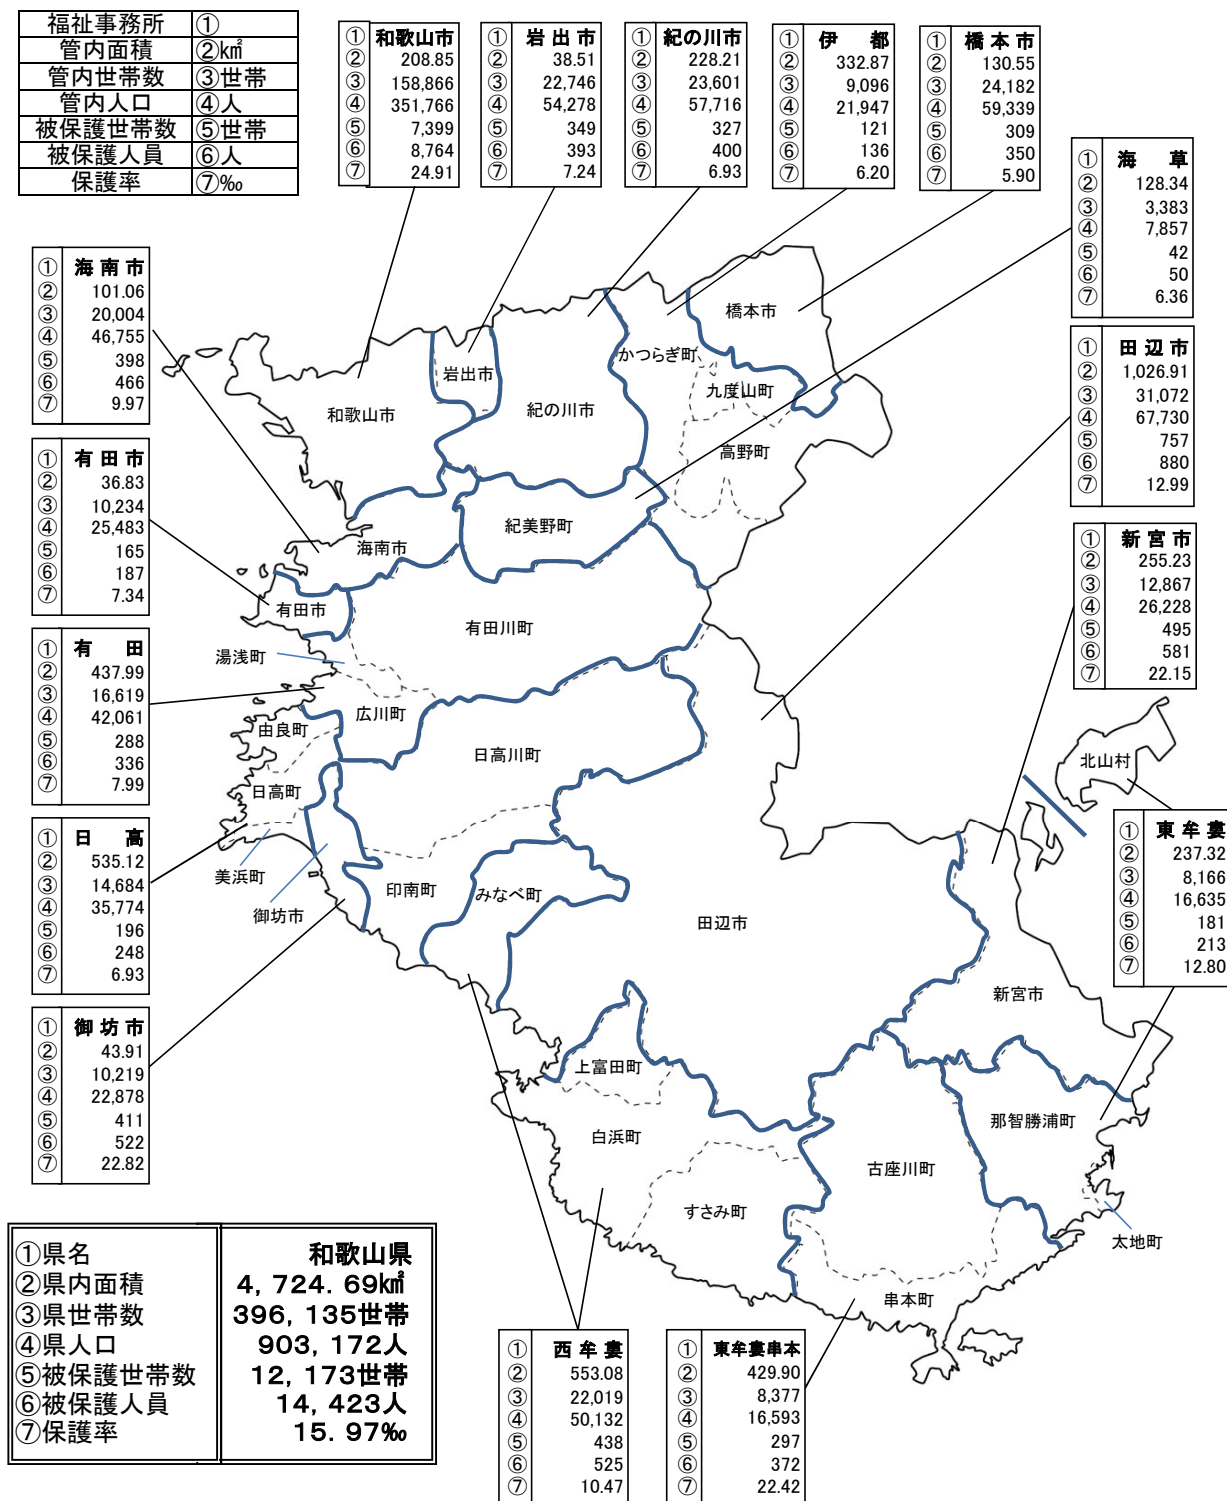 福祉事務所 ①
管内面積 ②㎢
管内世帯数 ③世帯
管内人口 ④人
被保護世帯数 ⑤世帯
被保護人員 ⑥人
保護率 ⑦‰
① 和歌山市
② 208.85
③ 158,866
④ 351,766
⑤ 7,399
⑥ 8,764
⑦ 24.91
① 岩出市
② 38.51
③ 22,746
④ 54,278
⑤ 349
⑥ 393
⑦ 7.24
① 紀の川市
② 228.21
③ 23,601
④ 57,716
⑤ 327
⑥ 400
⑦ 6.93
① 伊都
② 332.87
③ 9,096
④ 21,947
⑤ 121
⑥ 136
⑦ 6.20
① 橋本市
② 130.55
③ 24,182
④ 59,339
⑤ 309
⑥ 350
⑦ 5.90
① 海草
② 128.34
③ 3,383
④ 7,857
⑤ 42
⑥ 50
⑦ 6.36
① 海南市
② 101.06
③ 20,004
④ 46,755
⑤ 398
⑥ 466
⑦ 9.97
① 田辺市
② 1,026.91
③ 31,072
④ 67,730
⑤ 757
⑥ 880
⑦ 12.99
① 有田市
② 36.83
③ 10,234
④ 25,483
⑤ 165
⑥ 187
⑦ 7.34
① 新宮市
② 255.23
③ 12,867
④ 26,228
⑤ 495
⑥ 581
⑦ 22.15
① 有田
② 437.99
③ 16,619
④ 42,061
⑤ 288
⑥ 336
⑦ 7.99
① 日高
② 535.12
③ 14,684
④ 35,774
⑤ 196
⑥ 248
⑦ 6.93
① 東牟婁
② 237.32
③ 8,166
④ 16,635
⑤ 181
⑥ 213
⑦ 12.80
① 御坊市
② 43.91
③ 10,219
④ 22,878
⑤ 411
⑥ 522
⑦ 22.82
橋本市
かつらぎ町
岩出市
九度山町
和歌山市
紀の川市
高野町
紀美野町
海南市
有田市
有田川町
湯浅町
広川町
由良町
日高川町
北山村
日高町
美浜町
御坊市
印南町
みなべ町
田辺市
新宮市
上富田町
那智勝浦町
白浜町
古座川町
すさみ町
太地町
串本町
①県名 和歌山県
②県内面積 4,724.69㎢
③県世帯数 396,135世帯
④県人口 903,172人
⑤被保護世帯数 12,173世帯
⑥被保護人員 14,423人
⑦保護率 15.97‰
① 西牟婁
② 553.08
③ 22,019
④ 50,132
⑤ 438
⑥ 525
⑦ 10.47
① 東牟婁串本
② 429.90
③ 8,377
④ 16,593
⑤ 297
⑥ 372
⑦ 22.42